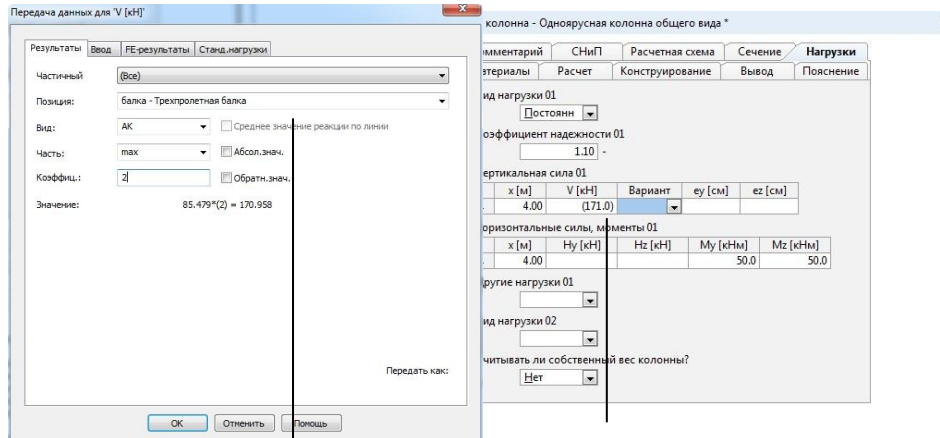 Передача данных для 'V [кН]'
x
Результаты Ввод FE-результаты Станд.нагрузки
Частичный (Все)
Позиция: балка - Трехпролетная балка
Вид: AK Среднее значение реакции по линии
Часть: max Абсол.знач.
Коэффиц.: 2 Обратн.знач.
Значение: 85.479*(2) = 170.958
Передать как:
OK Отменить Помощь
колонна - Одноярусная колонна общего вида *
омментарий СНиП Расчетная схема Сечение Нагрузки
атериалы Расчет Конструирование Вывод Пояснение
ид нагрузки 01
Постоянн
оэффициент надежности 01
1.10 -
ертикальная сила 01
x [м] V [кН] Вариант ey [см] ez [см]
4.00 (171.0)
оризонтальные силы, моменты 01
x [м] Hy [кН] Hz [кН] My [кНм] Mz [кНм]
4.00 50.0 50.0
другие нагрузки 01
ид нагрузки 02
читывать ли собственный вес колонны?
Нет